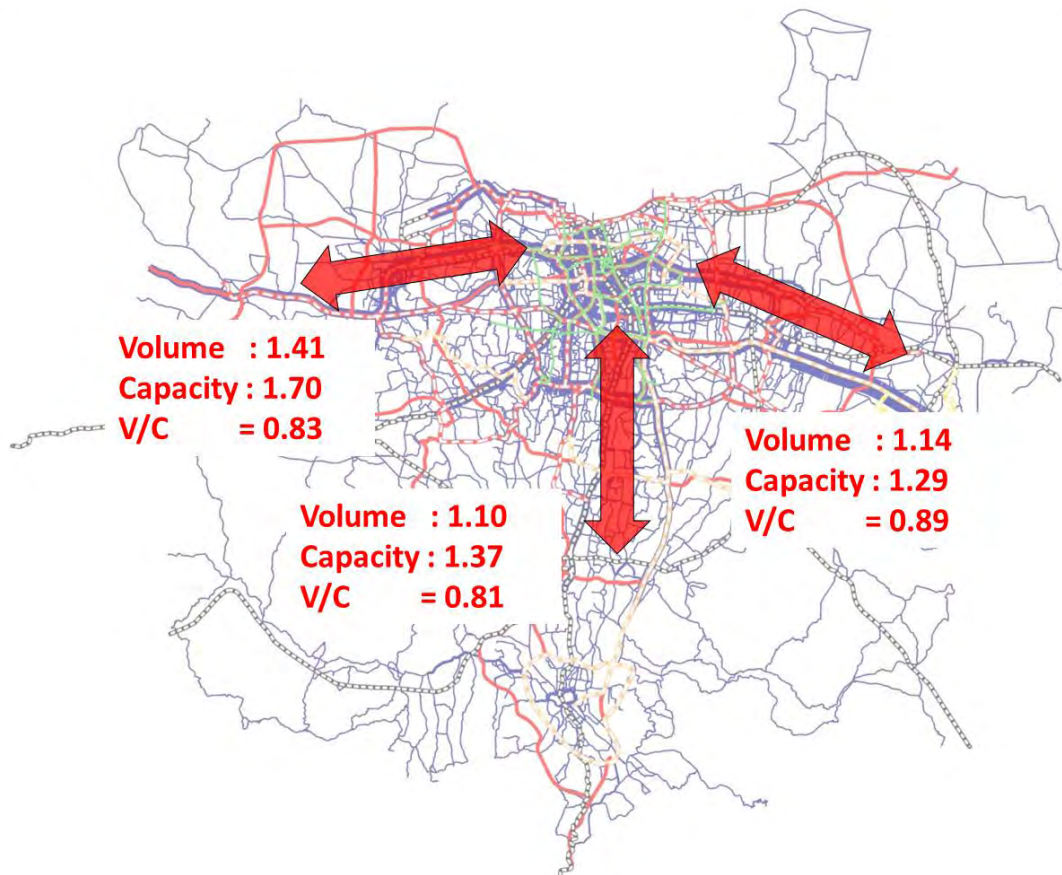 Volume : 1.41
Capacity : 1.70
V/C = 0.83
Volume : 1.10
Capacity : 1.37
V/C = 0.81
Volume : 1.14
Capacity : 1.29
V/C = 0.89